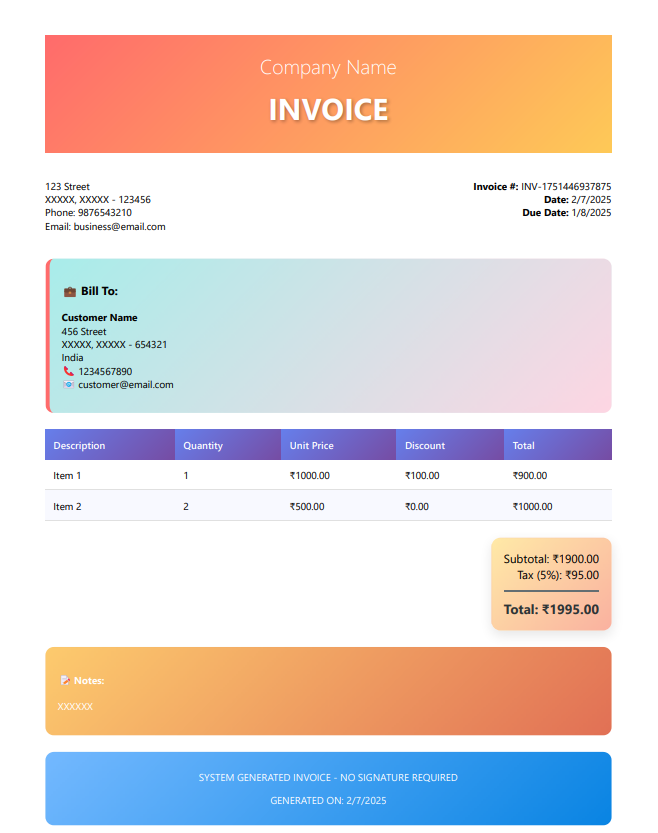 Company Name
INVOICE
123 Street
XXXXX, XXXXX - 123456
Phone: 9876543210
Email: business@email.com
Invoice #: INV-1751446937875
Date: 2/7/2025
Due Date: 1/8/2025
💼 Bill To:
Customer Name
456 Street
XXXXX, XXXXX - 654321
India
📞 1234567890
📧 customer@email.com
Description Quantity Unit Price Discount Total
Item 1 1 ₹1000.00 ₹100.00 ₹900.00
Item 2 2 ₹500.00 ₹0.00 ₹1000.00
Subtotal: ₹1900.00
Tax (5%): ₹95.00
Total: ₹1995.00
📝 Notes:
XXXXXX
SYSTEM GENERATED INVOICE - NO SIGNATURE REQUIRED
GENERATED ON: 2/7/2025